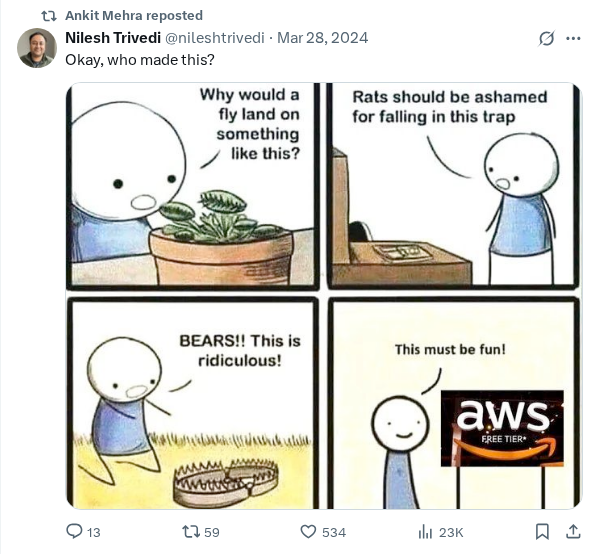 Ankit Mehra reposted
Nilesh Trivedi @nileshtrivedi · Mar 28, 2024
Okay, who made this?
Why would a
fly land on
something
like this?
Rats should be ashamed
for falling in this trap
BEARS!! This is
ridiculous!
This must be fun!
aws
FREE TIER*
13 59 534 23K